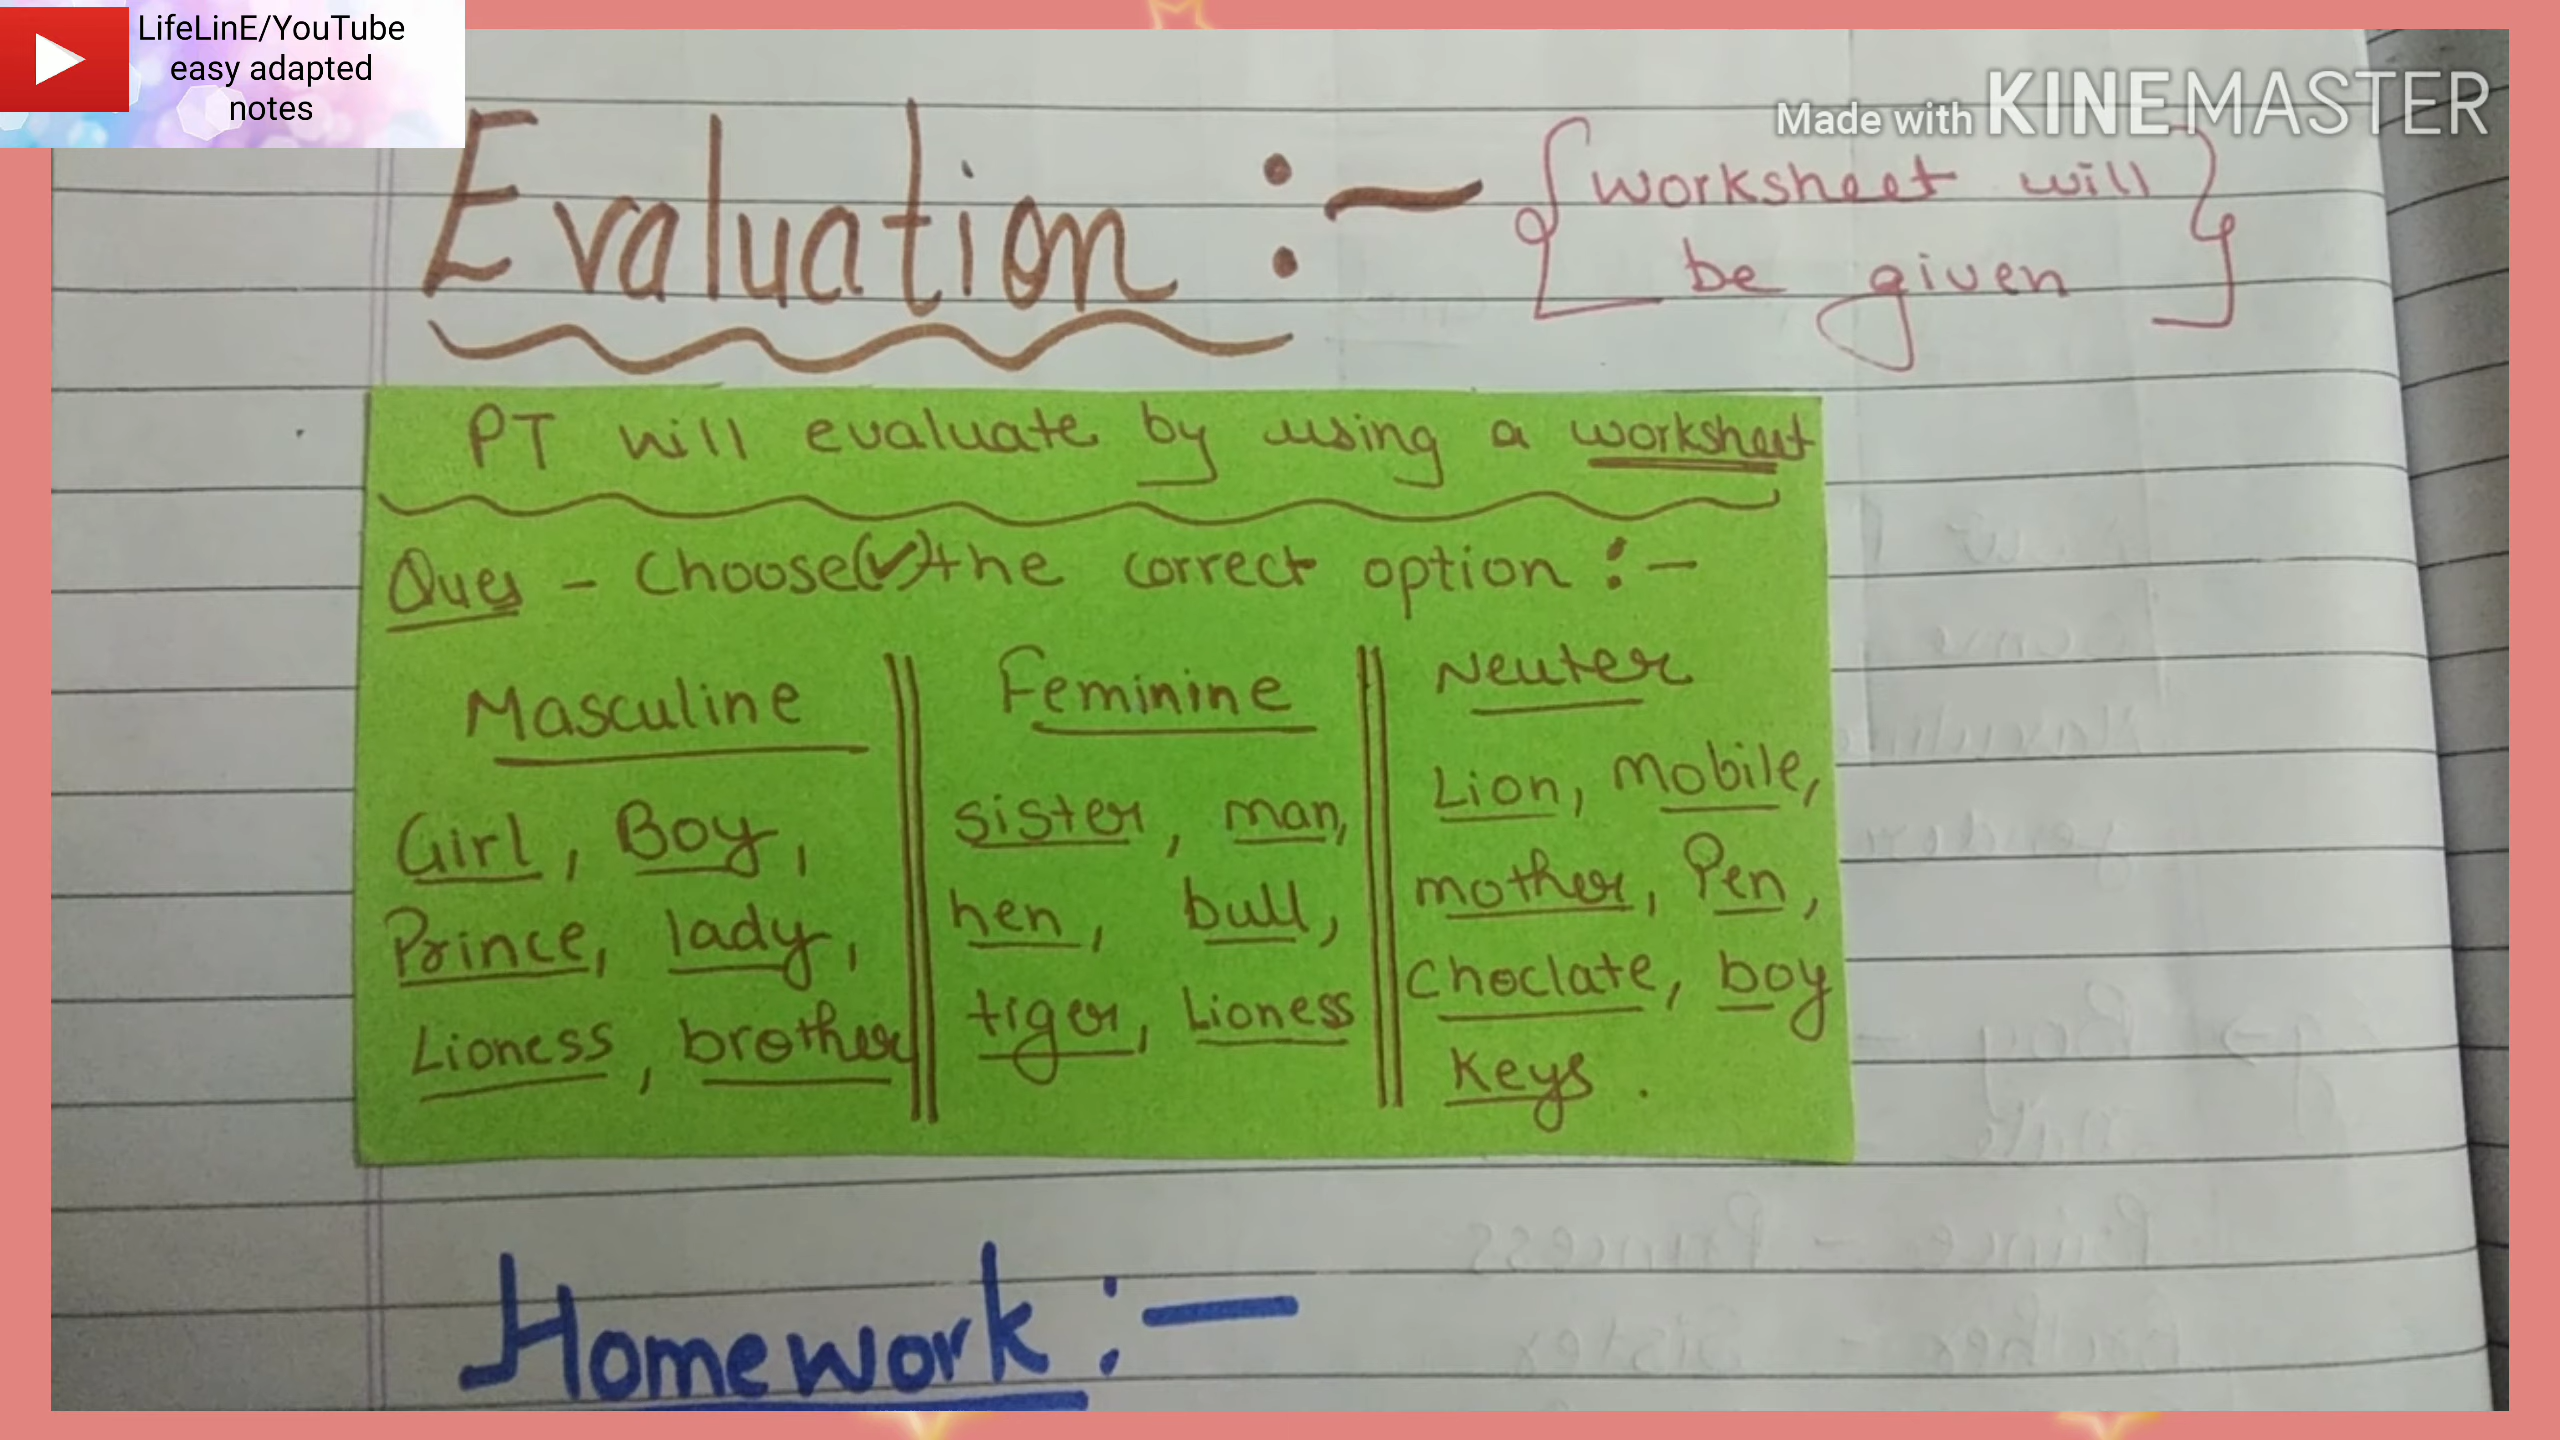 LifeLinE/YouTube
easy adapted
notes
Made with KINEMASTER
Evaluation :-
{worksheet will
be given}
PT will evaluate by using a worksheet
Ques - Choose(✓)the correct option :-
Masculine
Girl, Boy,
Prince, lady,
Lioness, brother
Feminine
sister, man,
hen, bull,
tiger, Lioness
Neuter
Lion, Mobile,
mother, Pen,
Choclate, boy
Keys.
Homework :-